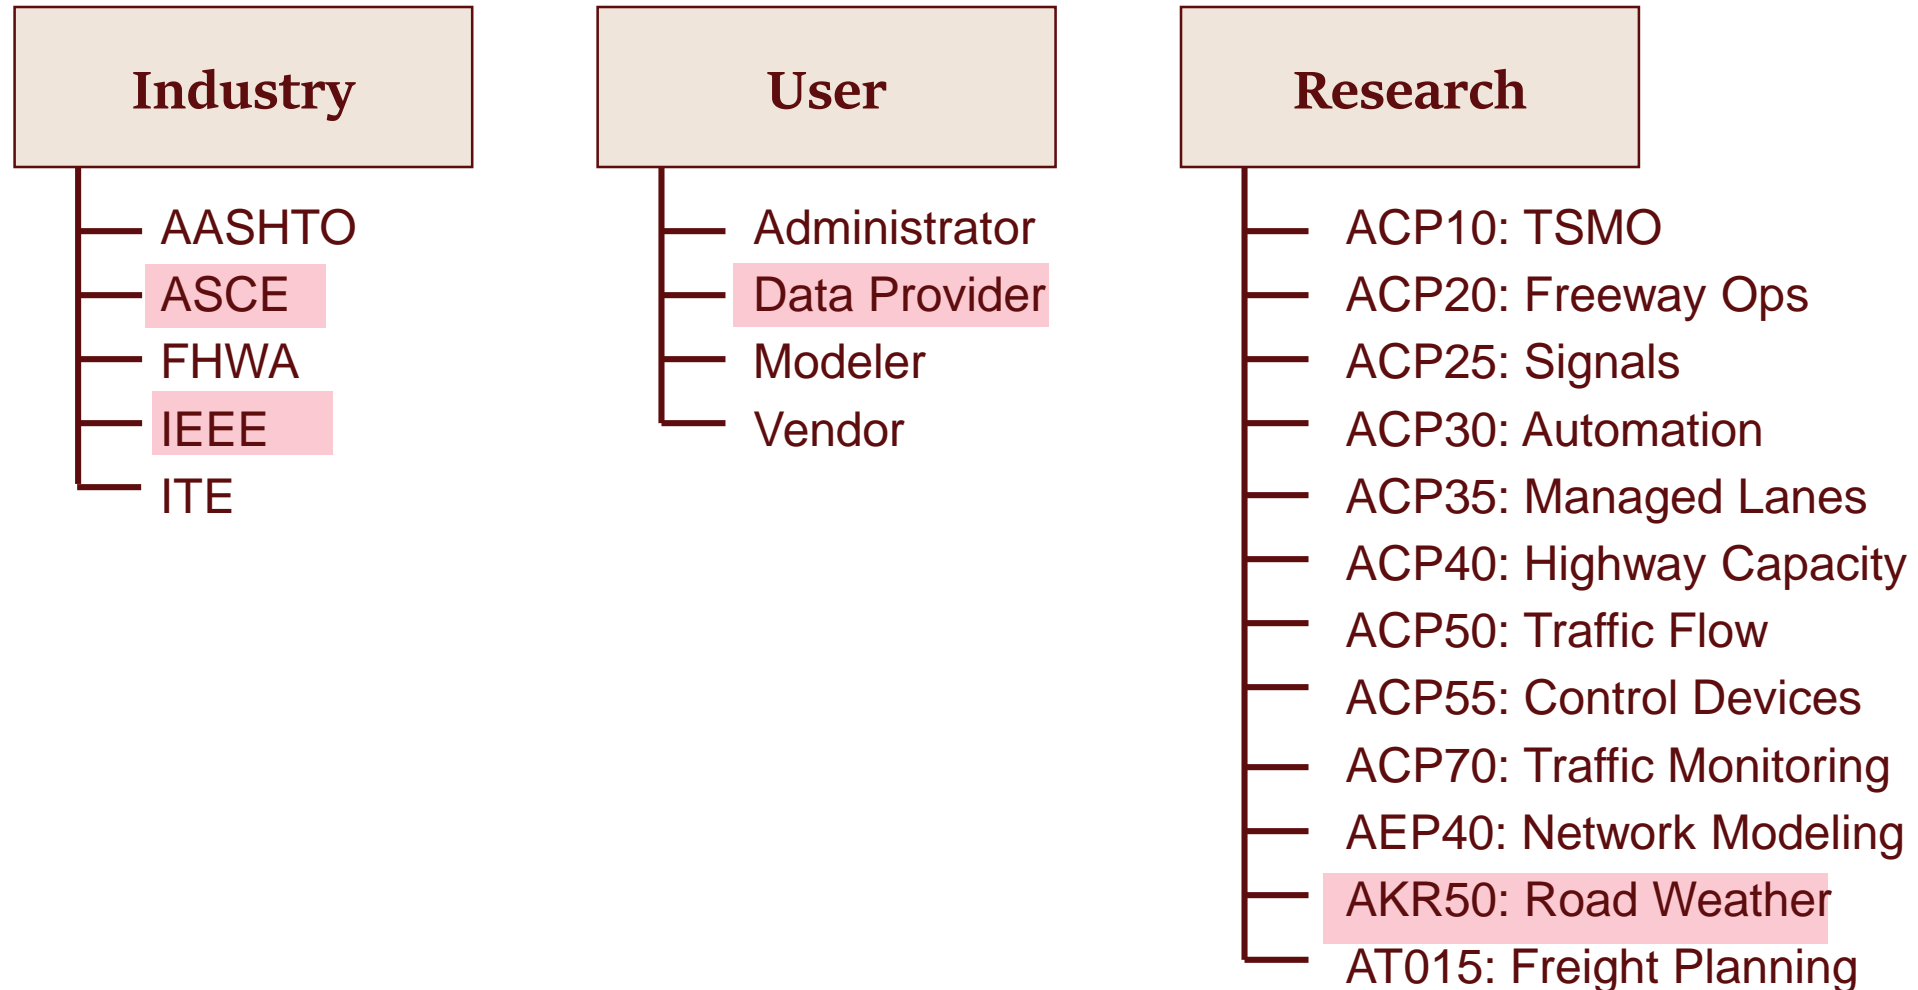 Industry
AASHTO
ASCE
FHWA
IEEE
ITE
User
Administrator
Data Provider
Modeler
Vendor
Research
ACP10: TSMO
ACP20: Freeway Ops
ACP25: Signals
ACP30: Automation
ACP35: Managed Lanes
ACP40: Highway Capacity
ACP50: Traffic Flow
ACP55: Control Devices
ACP70: Traffic Monitoring
AEP40: Network Modeling
AKR50: Road Weather
AT015: Freight Planning